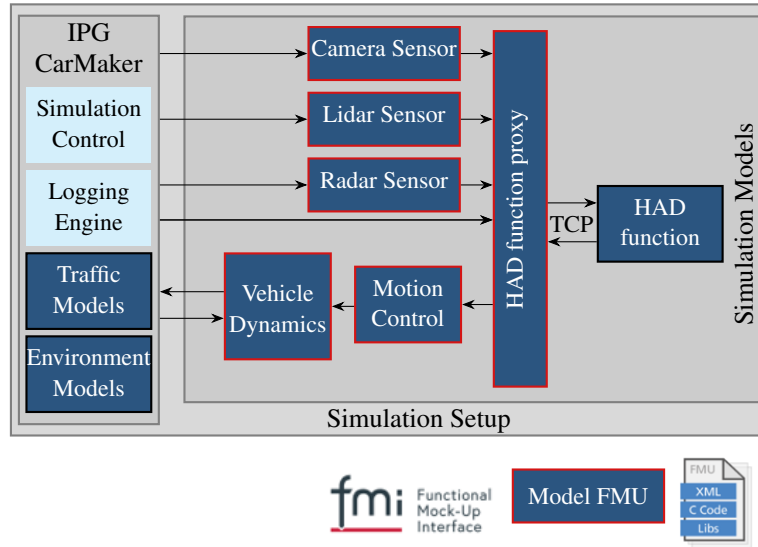 IPG
CarMaker
Simulation
Control
Logging
Engine
Traffic
Models
Environment
Models
Camera Sensor
Lidar Sensor
Radar Sensor
Vehicle
Dynamics
Motion
Control
HAD function proxy
TCP
HAD
function
Simulation Models
Simulation Setup
fmi
Functional
Mock-Up
Interface
Model FMU
FMU
XML
C Code
Libs